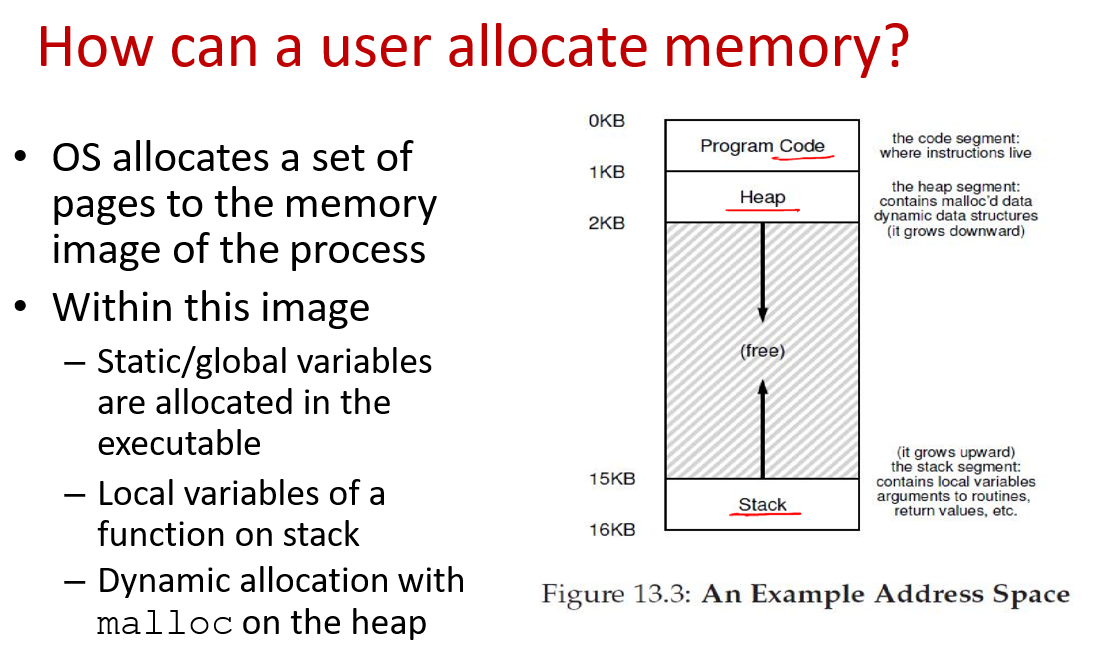 How can a user allocate memory?
• OS allocates a set of
pages to the memory
image of the process
• Within this image
– Static/global variables
are allocated in the
executable
– Local variables of a
function on stack
– Dynamic allocation with
malloc on the heap
0KB
Program Code
the code segment:
where instructions live
1KB
Heap
the heap segment:
contains malloc'd data
dynamic data structures
(it grows downward)
2KB
(free)
(it grows upward)
the stack segment:
contains local variables
arguments to routines,
return values, etc.
15KB
Stack
16KB
Figure 13.3: An Example Address Space